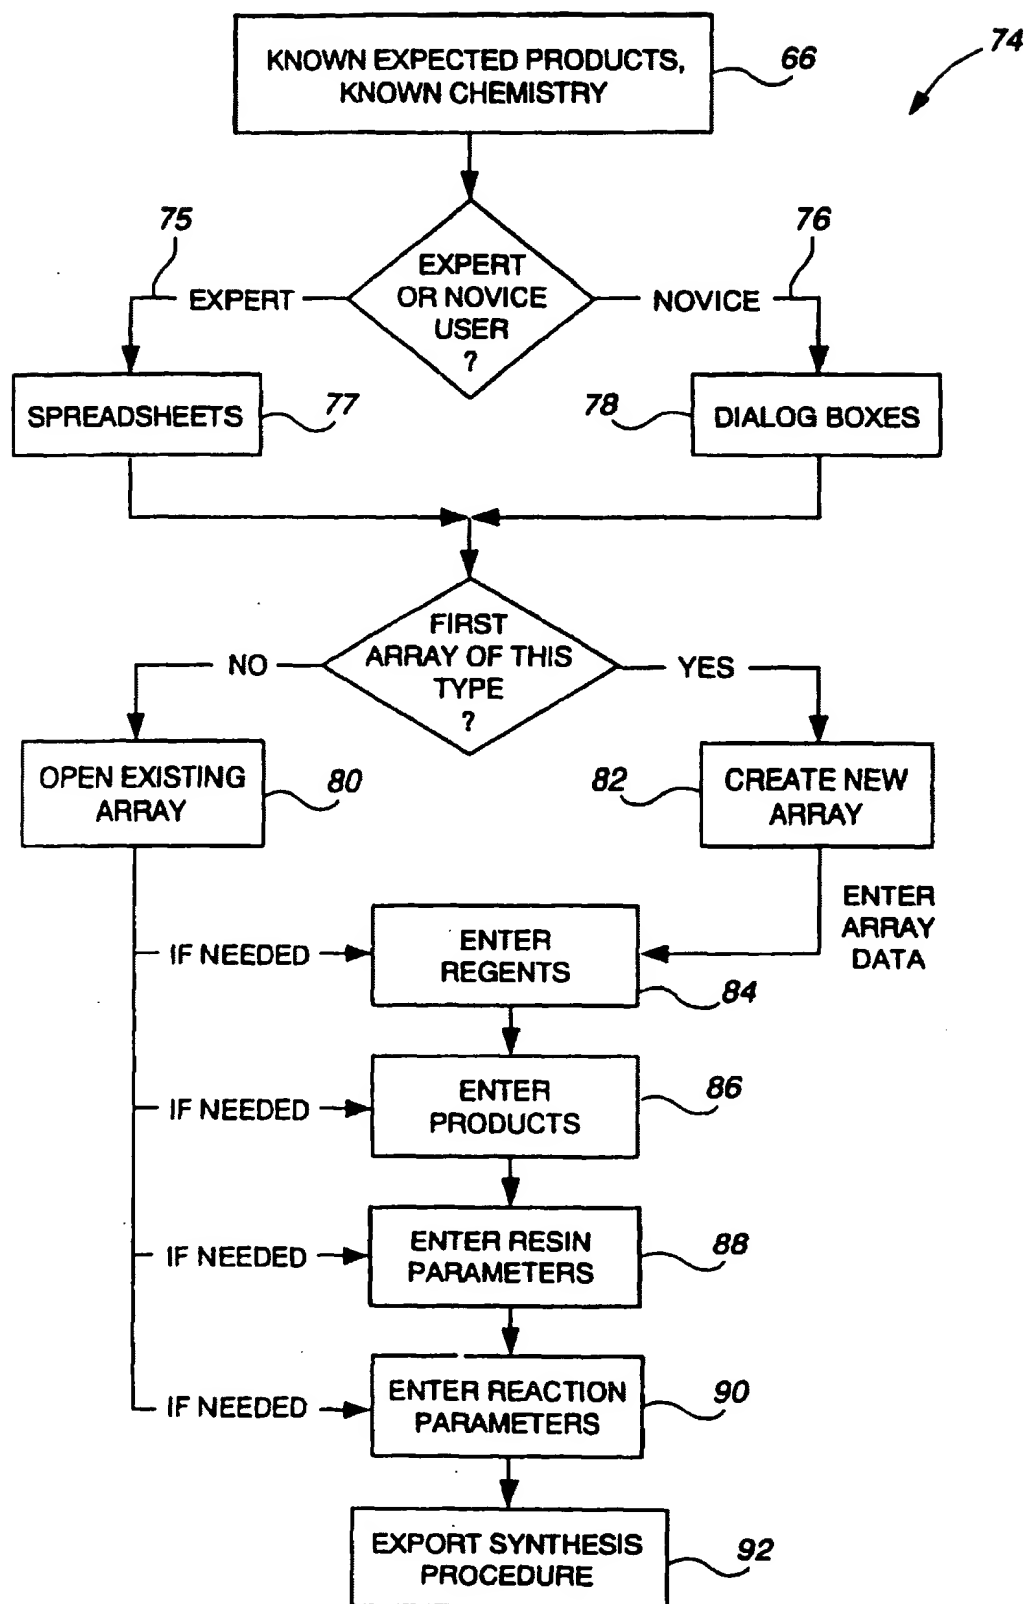 KNOWN EXPECTED PRODUCTS,
KNOWN CHEMISTRY
66
74
75
76
EXPERT
OR NOVICE
USER
?
EXPERT
NOVICE
SPREADSHEETS
77
78
DIALOG BOXES
FIRST
ARRAY OF THIS
TYPE
?
NO
YES
OPEN EXISTING
ARRAY
80
82
CREATE NEW
ARRAY
ENTER
ARRAY
DATA
IF NEEDED
ENTER
REGENTS
84
IF NEEDED
ENTER
PRODUCTS
86
IF NEEDED
ENTER RESIN
PARAMETERS
88
IF NEEDED
ENTER REACTION
PARAMETERS
90
EXPORT SYNTHESIS
PROCEDURE
92